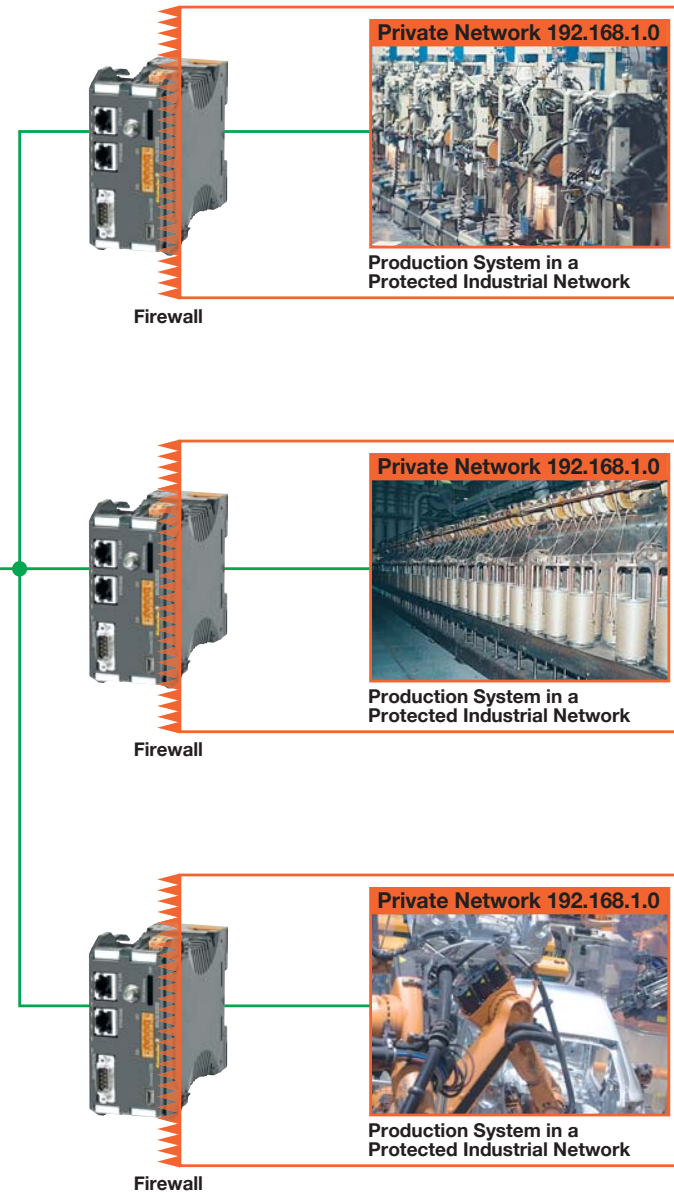 Private Network 192.168.1.0
Production System in a
Protected Industrial Network
Firewall
Private Network 192.168.1.0
Production System in a
Protected Industrial Network
Firewall
Private Network 192.168.1.0
Production System in a
Protected Industrial Network
Firewall